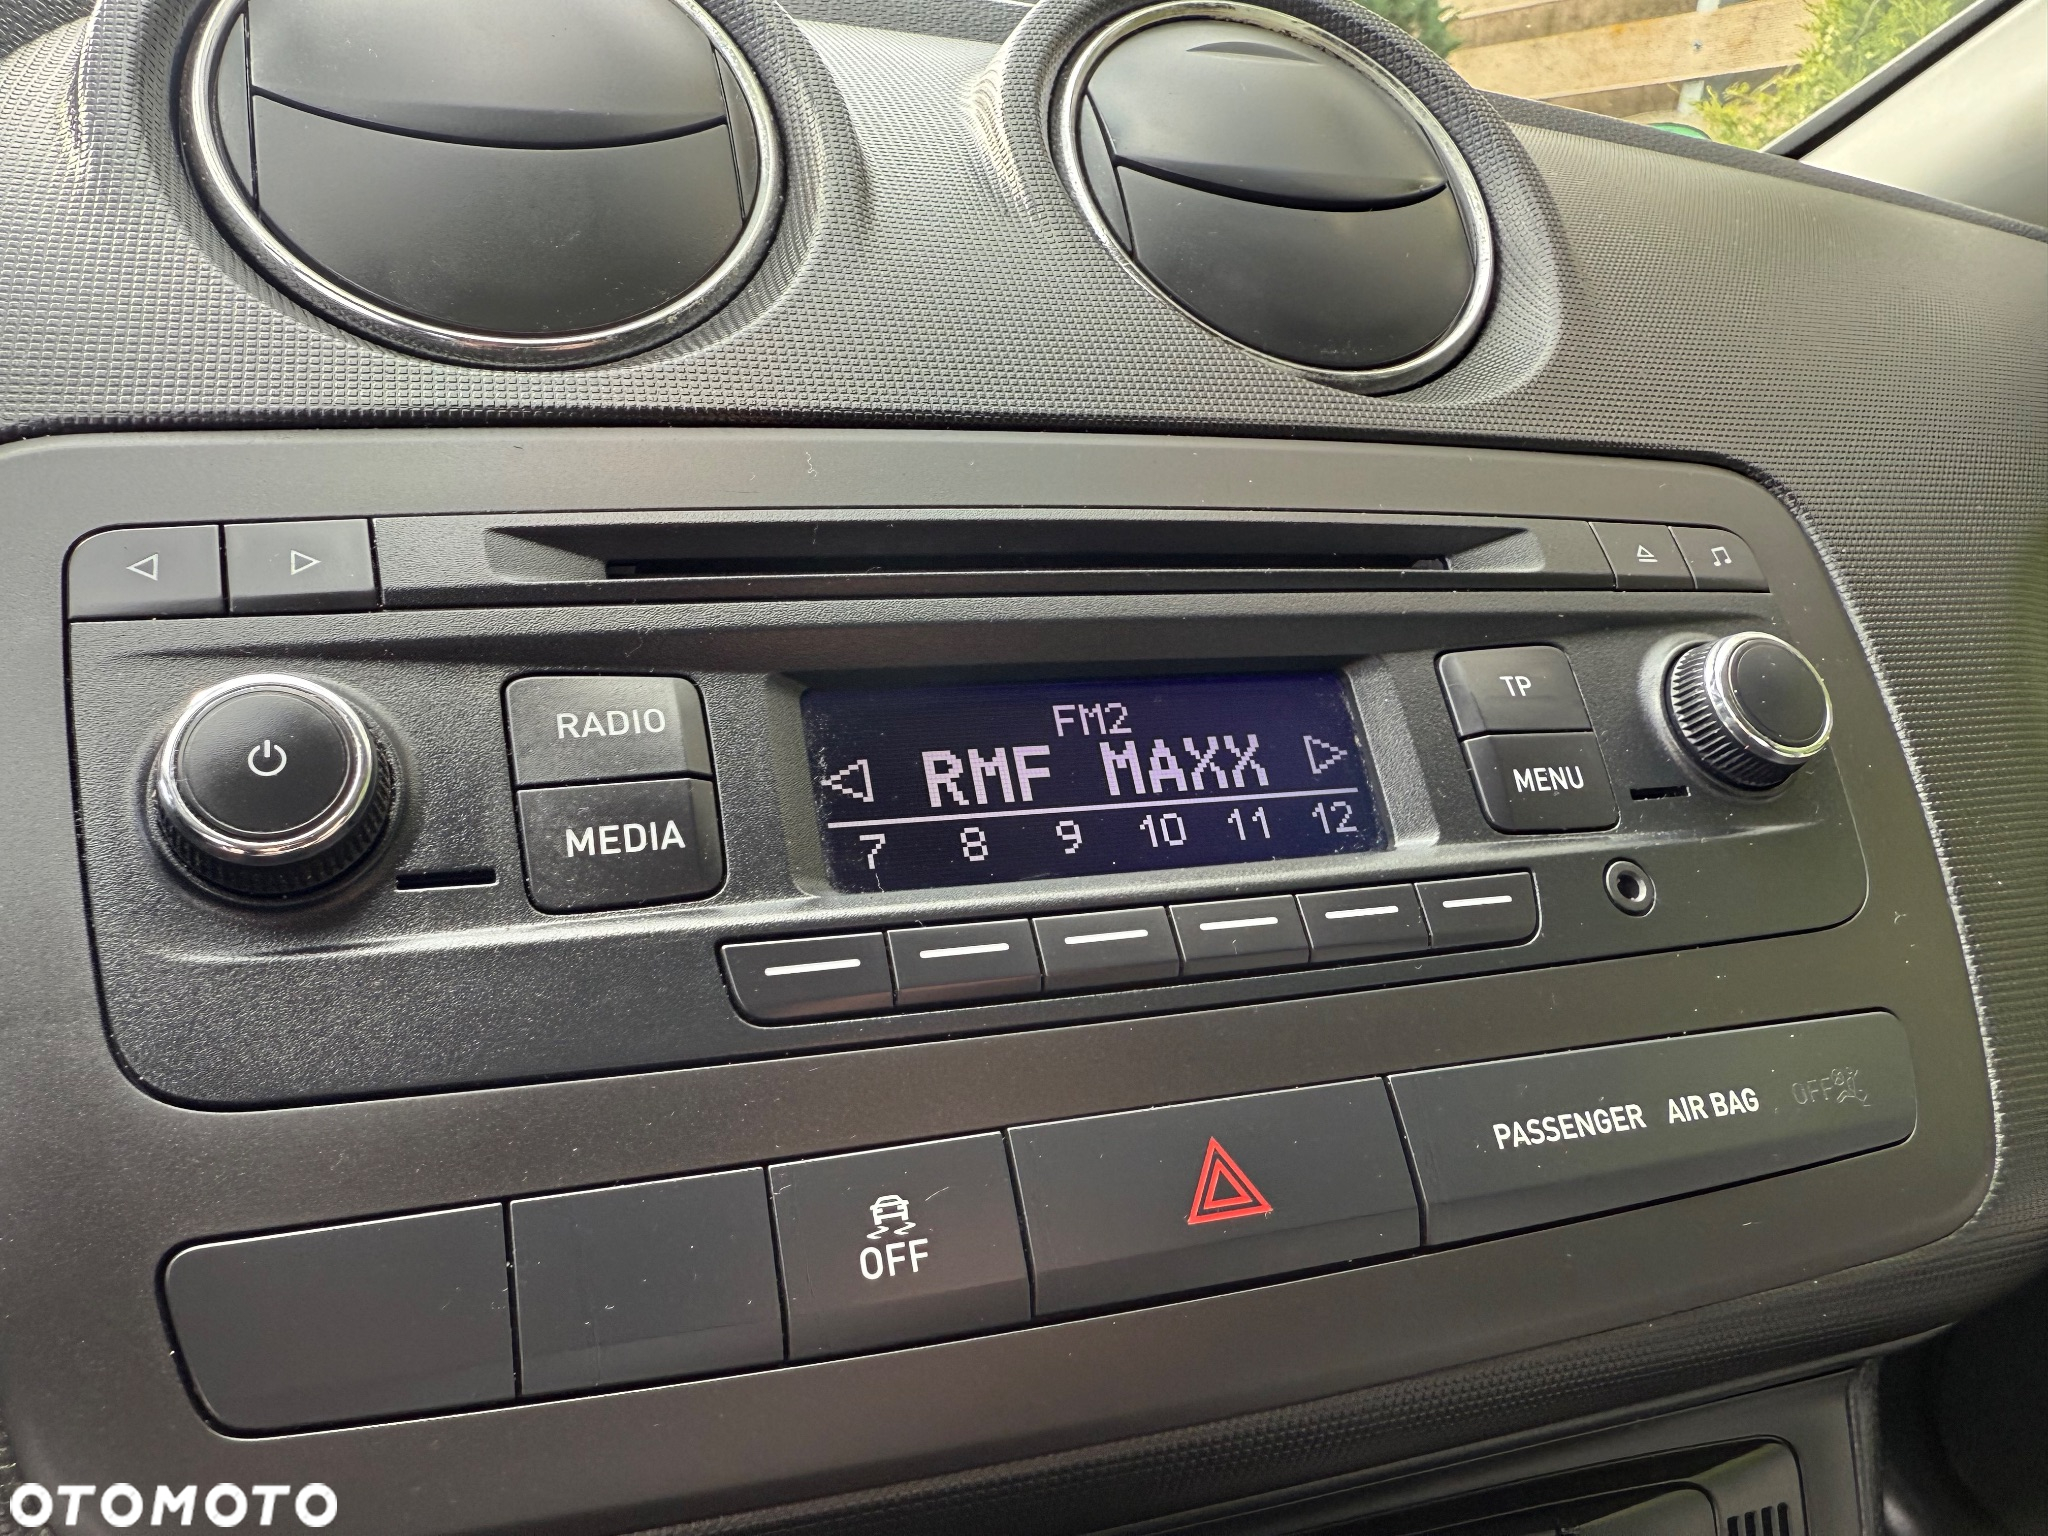 RADIO
MEDIA
FM2
RMF MAXX
7 8 9 10 11 12
TP
MENU
PASSENGER AIR BAG OFF
OFF
OTOMOTO